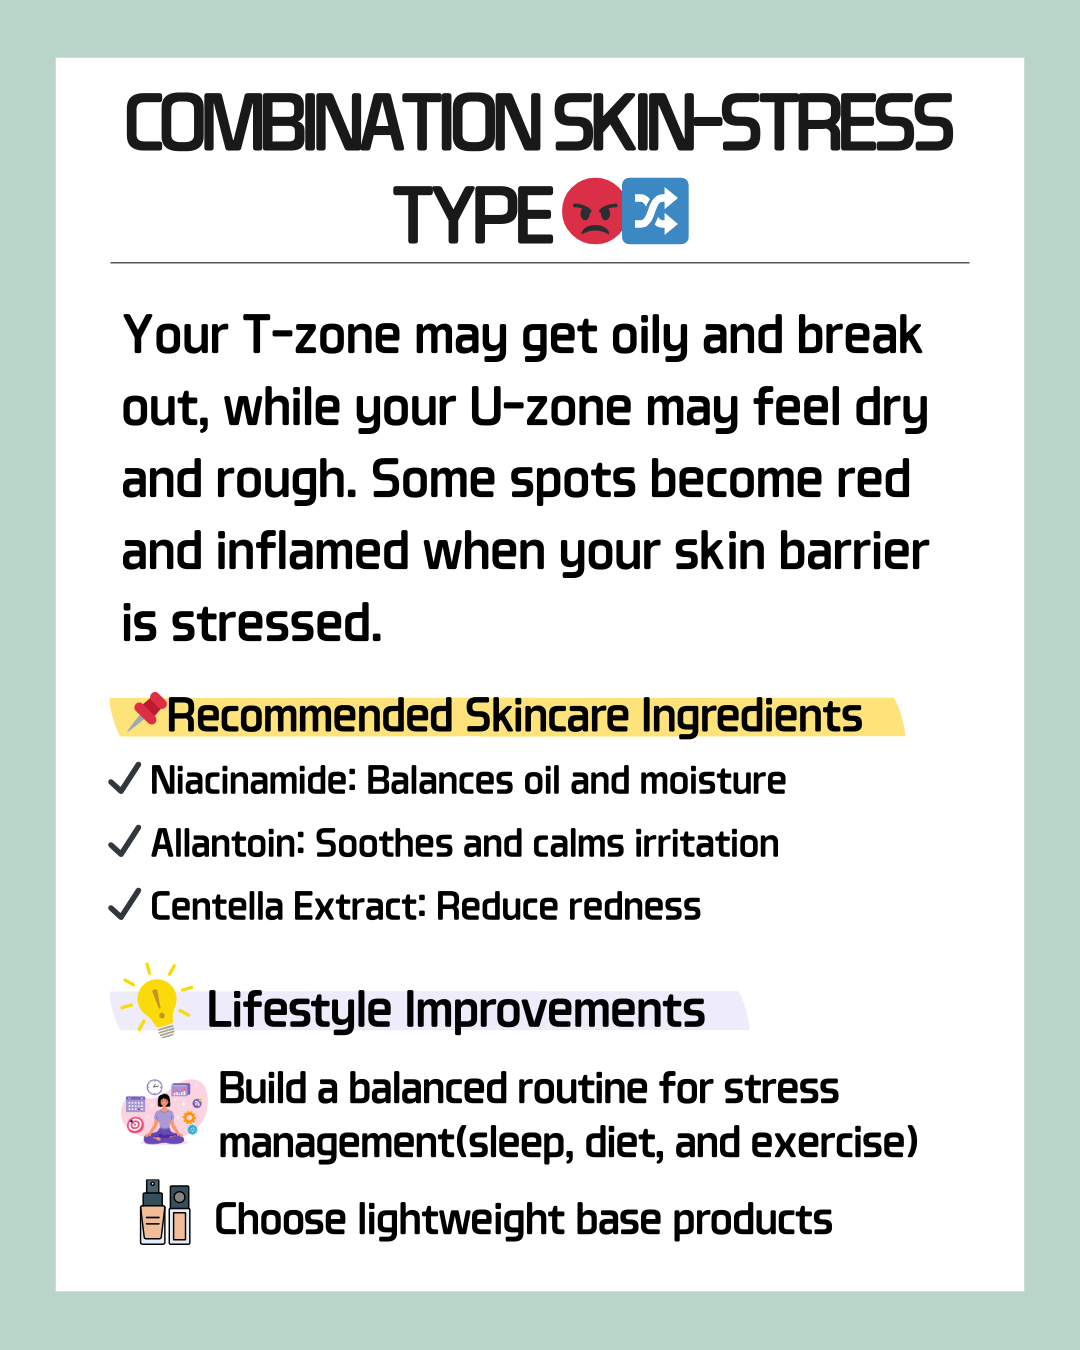 COMBINATION SKIN-STRESS
TYPE
Your T-zone may get oily and break
out, while your U-zone may feel dry
and rough. Some spots become red
and inflamed when your skin barrier
is stressed.
Recommended Skincare Ingredients
Niacinamide: Balances oil and moisture
Allantoin: Soothes and calms irritation
Centella Extract: Reduce redness
Lifestyle Improvements
Build a balanced routine for stress
management(sleep, diet, and exercise)
Choose lightweight base products